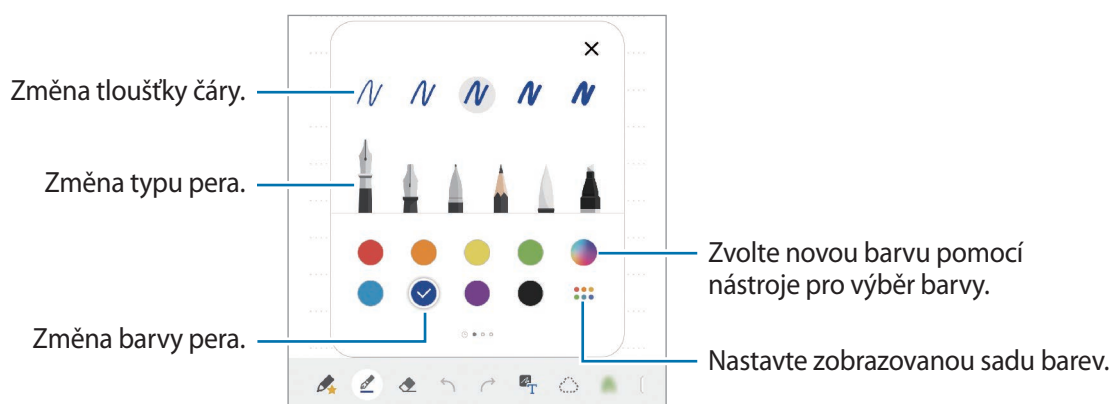 Změna tloušťky čáry.
Změna typu pera.
Zvolte novou barvu pomocí
nástroje pro výběr barvy.
Změna barvy pera.
Nastavte zobrazovanou sadu barev.
T